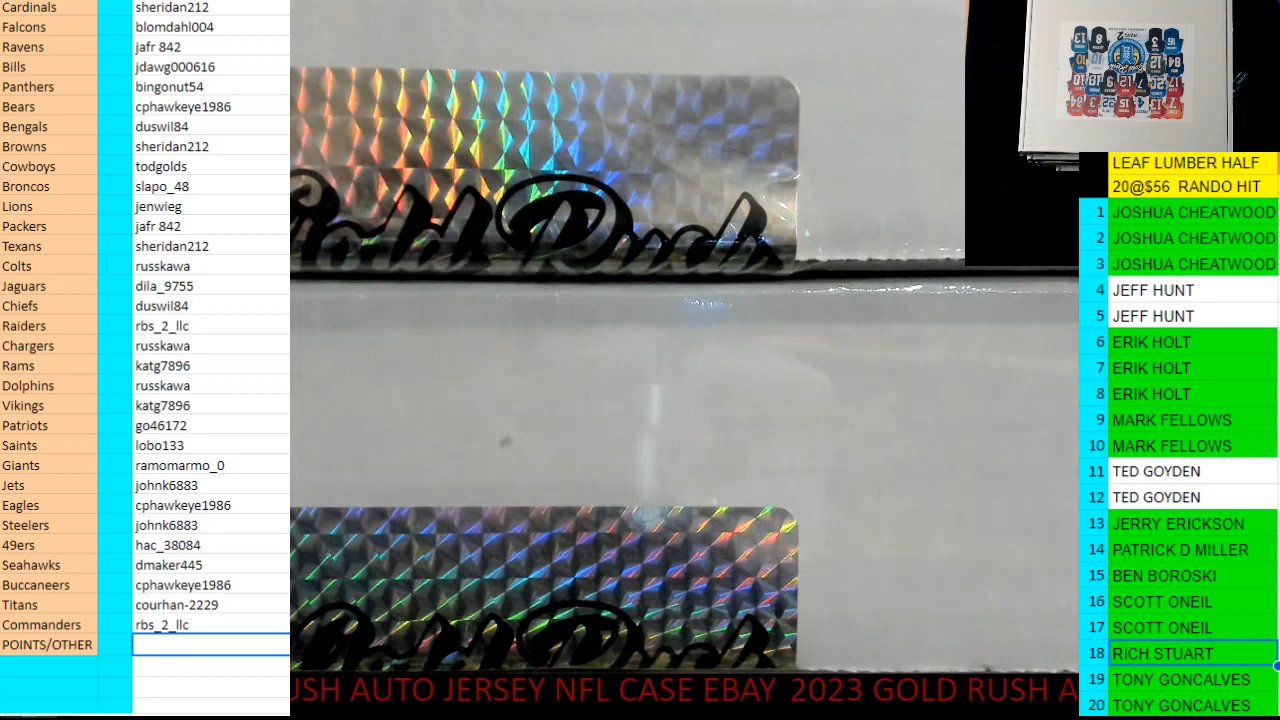 Cardinals sheridan212
Falcons blomdahl004
Ravens jafr 842
Bills jdawg000616
Panthers bingonut54
Bears cphawkeye1986
Bengals duswil84
Browns sheridan212
Cowboys todgolds
Broncos slapo_48
Lions jenwieg
Packers jafr 842
Texans sheridan212
Colts russkawa
Jaguars dila_9755
Chiefs duswil84
Raiders rbs_2_llc
Chargers russkawa
Rams katg7896
Dolphins russkawa
Vikings katg7896
Patriots go46172
Saints lobo133
Giants ramomarmo_0
Jets johnk6883
Eagles cphawkeye1986
Steelers johnk6883
49ers hac_38084
Seahawks dmaker445
Buccaneers cphawkeye1986
Titans courhan-2229
Commanders rbs_2_llc
POINTS/OTHER
Gold Rush
Gold Rush
USH AUTO JERSEY NFL CASE EBAY 2023 GOLD RUSH A
LEAF LUMBER HALF
20@$56 RANDO HIT
1 JOSHUA CHEATWOOD
2 JOSHUA CHEATWOOD
3 JOSHUA CHEATWOOD
4 JEFF HUNT
5 JEFF HUNT
6 ERIK HOLT
7 ERIK HOLT
8 ERIK HOLT
9 MARK FELLOWS
10 MARK FELLOWS
11 TED GOYDEN
12 TED GOYDEN
13 JERRY ERICKSON
14 PATRICK D MILLER
15 BEN BOROSKI
16 SCOTT ONEIL
17 SCOTT ONEIL
18 RICH STUART
19 TONY GONCALVES
20 TONY GONCALVES